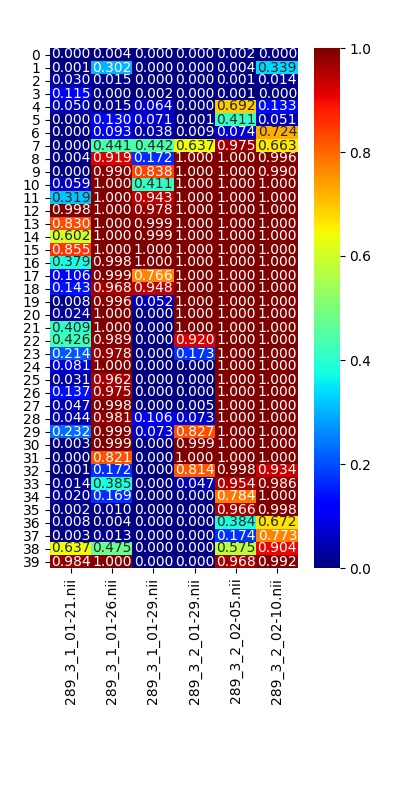 0 0.000 0.004 0.000 0.000 0.002 0.000
1 0.001 0.302 0.000 0.000 0.001 0.339
2 0.030 0.015 0.000 0.000 0.001 0.014
3 0.115 0.000 0.002 0.000 0.004 0.000
4 0.050 0.015 0.064 0.000 0.692 0.133
5 0.000 0.130 0.071 0.001 0.411 0.051
6 0.000 0.093 0.038 0.009 0.074 0.724
7 0.000 0.441 0.442 0.637 0.975 0.663
8 0.004 0.919 0.172 1.000 1.000 0.996
9 0.000 0.990 0.838 1.000 1.000 0.990
10 0.059 1.000 0.411 1.000 1.000 1.000
11 0.319 1.000 0.943 1.000 1.000 1.000
12 0.998 1.000 0.978 1.000 1.000 1.000
13 0.830 1.000 0.999 1.000 1.000 1.000
14 0.602 1.000 0.999 1.000 1.000 1.000
15 0.855 1.000 1.000 1.000 1.000 1.000
16 0.379 0.998 1.000 1.000 1.000 1.000
17 0.106 0.999 0.766 1.000 1.000 1.000
18 0.143 0.968 0.948 1.000 1.000 1.000
19 0.008 0.996 0.052 1.000 1.000 1.000
20 0.024 1.000 0.000 1.000 1.000 1.000
21 0.409 1.000 0.000 1.000 1.000 1.000
22 0.426 0.989 0.000 0.920 1.000 1.000
23 0.214 0.978 0.000 0.173 1.000 1.000
24 0.081 1.000 0.000 0.000 1.000 1.000
25 0.031 0.962 0.000 0.000 1.000 1.000
26 0.137 0.975 0.000 0.000 1.000 1.000
27 0.047 0.998 0.000 0.005 1.000 1.000
28 0.044 0.981 0.106 0.073 1.000 1.000
29 0.232 0.999 0.073 0.827 1.000 1.000
30 0.003 0.999 0.000 0.999 1.000 1.000
31 0.000 0.821 0.000 1.000 1.000 1.000
32 0.001 0.172 0.000 0.814 0.998 0.934
33 0.014 0.385 0.000 0.047 0.954 0.986
34 0.020 0.169 0.000 0.000 0.784 1.000
35 0.002 0.010 0.000 0.000 0.966 0.998
36 0.008 0.004 0.000 0.000 0.384 0.672
37 0.003 0.013 0.000 0.000 0.174 0.773
38 0.637 0.475 0.000 0.000 0.575 0.904
39 0.984 1.000 0.000 0.000 0.968 0.992
289_3_1_01-21.nii
289_3_1_01-26.nii
289_3_1_01-29.nii
289_3_2_01-29.nii
289_3_2_02-05.nii
289_3_2_02-10.nii
1.0
0.8
0.6
0.4
0.2
0.0